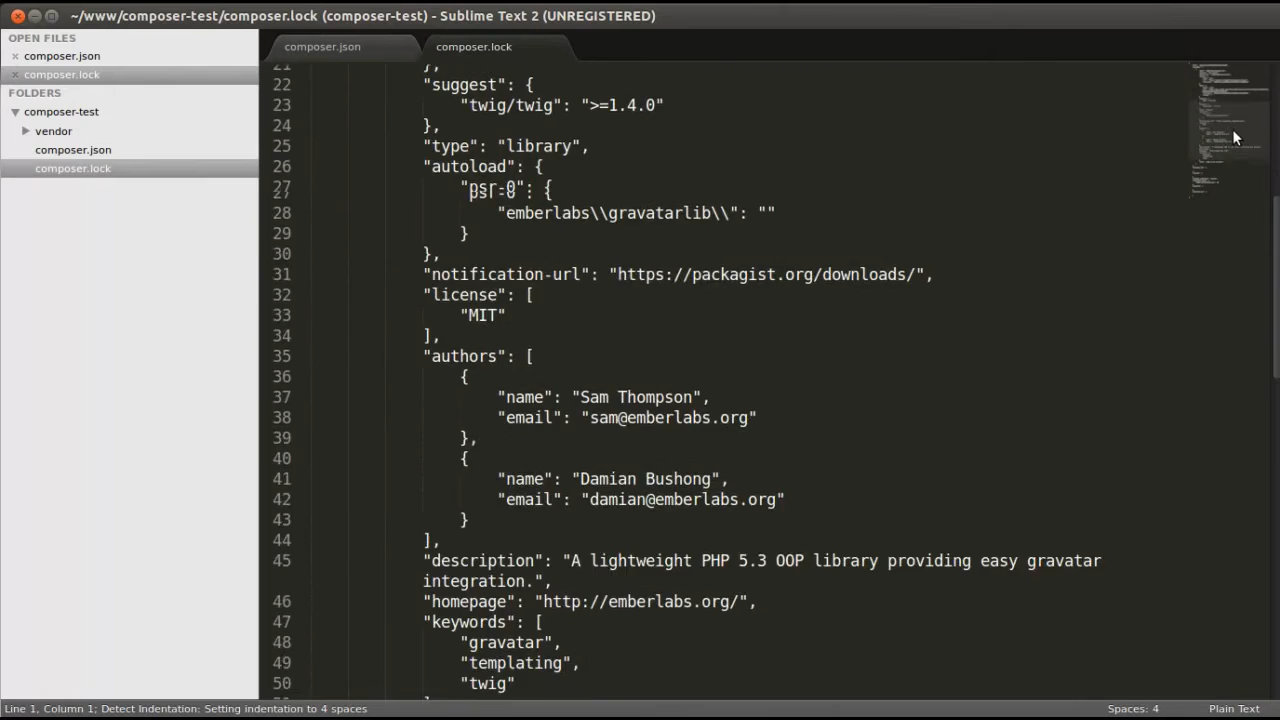 ~/www/composer-test/composer.lock (composer-test) - Sublime Text 2 (UNREGISTERED)
OPEN FILES
composer.json
composer.lock
FOLDERS
composer-test
vendor
composer.json
composer.lock
composer.json
composer.lock
21 },
22 "suggest": {
23 "twig/twig": ">=1.4.0"
24 },
25 "type": "library",
26 "autoload": {
27 "psr-0": {
28 "emberlabs\\gravatarlib\\": ""
29 }
30 },
31 "notification-url": "https://packagist.org/downloads/",
32 "license": [
33 "MIT"
34 ],
35 "authors": [
36 {
37 "name": "Sam Thompson",
38 "email": "sam@emberlabs.org"
39 },
40 {
41 "name": "Damian Bushong",
42 "email": "damian@emberlabs.org"
43 }
44 ],
45 "description": "A lightweight PHP 5.3 OOP library providing easy gravatar
integration.",
46 "homepage": "http://emberlabs.org/",
47 "keywords": [
48 "gravatar",
49 "templating",
50 "twig"
Line 1, Column 1; Detect Indentation: Setting indentation to 4 spaces
Spaces: 4
Plain Text